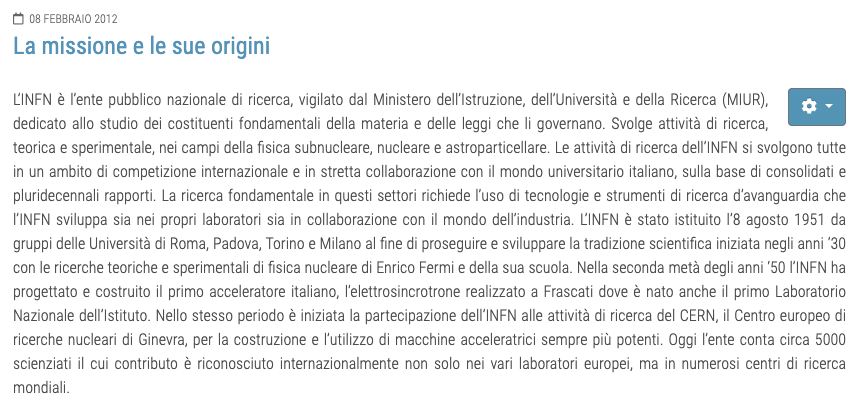 08 FEBBRAIO 2012
La missione e le sue origini
L’INFN è l’ente pubblico nazionale di ricerca, vigilato dal Ministero dell’Istruzione, dell’Università e della Ricerca (MIUR),
dedicato allo studio dei costituenti fondamentali della materia e delle leggi che li governano. Svolge attività di ricerca,
teorica e sperimentale, nei campi della fisica subnucleare, nucleare e astroparticellare. Le attività di ricerca dell’INFN si svolgono tutte
in un ambito di competizione internazionale e in stretta collaborazione con il mondo universitario italiano, sulla base di consolidati e
pluridecennali rapporti. La ricerca fondamentale in questi settori richiede l’uso di tecnologie e strumenti di ricerca d’avanguardia che
l’INFN sviluppa sia nei propri laboratori sia in collaborazione con il mondo dell’industria. L’INFN è stato istituito l’8 agosto 1951 da
gruppi delle Università di Roma, Padova, Torino e Milano al fine di proseguire e sviluppare la tradizione scientifica iniziata negli anni ‘30
con le ricerche teoriche e sperimentali di fisica nucleare di Enrico Fermi e della sua scuola. Nella seconda metà degli anni ‘50 l’INFN ha
progettato e costruito il primo acceleratore italiano, l’elettrosincrotrone realizzato a Frascati dove è nato anche il primo Laboratorio
Nazionale dell’Istituto. Nello stesso periodo è iniziata la partecipazione dell’INFN alle attività di ricerca del CERN, il Centro europeo di
ricerche nucleari di Ginevra, per la costruzione e l’utilizzo di macchine acceleratrici sempre più potenti. Oggi l’ente conta circa 5000
scienziati il cui contributo è riconosciuto internazionalmente non solo nei vari laboratori europei, ma in numerosi centri di ricerca
mondiali.